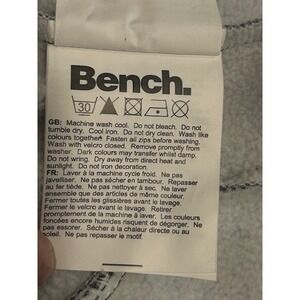 Bench.
30
GB: Machine wash cool. Do not bleach. Do not
tumble dry. Cool iron. Do not dry clean. Wash like
colours together. Fasten all zips before washing.
Wash with velcro closed. Remove promptly from
washer. Dark colours may transfer whilst damp.
Do not wring. Dry away from direct heat and
sunlight. Do not iron decoration.
FR: Laver à la machine cycle froid. Ne pas
javalliser. Ne pas sécher en tambour. Repasser
au fer tiède. Ne pas nettoyer à sec. Ne laver
ensemble que des articles de même couleur.
Fermer toutes les glissières avant le lavage.
Fermer le velcro avant le lavage. Retirer
promptement de la machine à laver. Les couleurs
foncées encore humides risquent de dégorger. Ne
pas essorer. Sécher à la chaleur directe ou au
soleil. Ne pas repasser le motif.